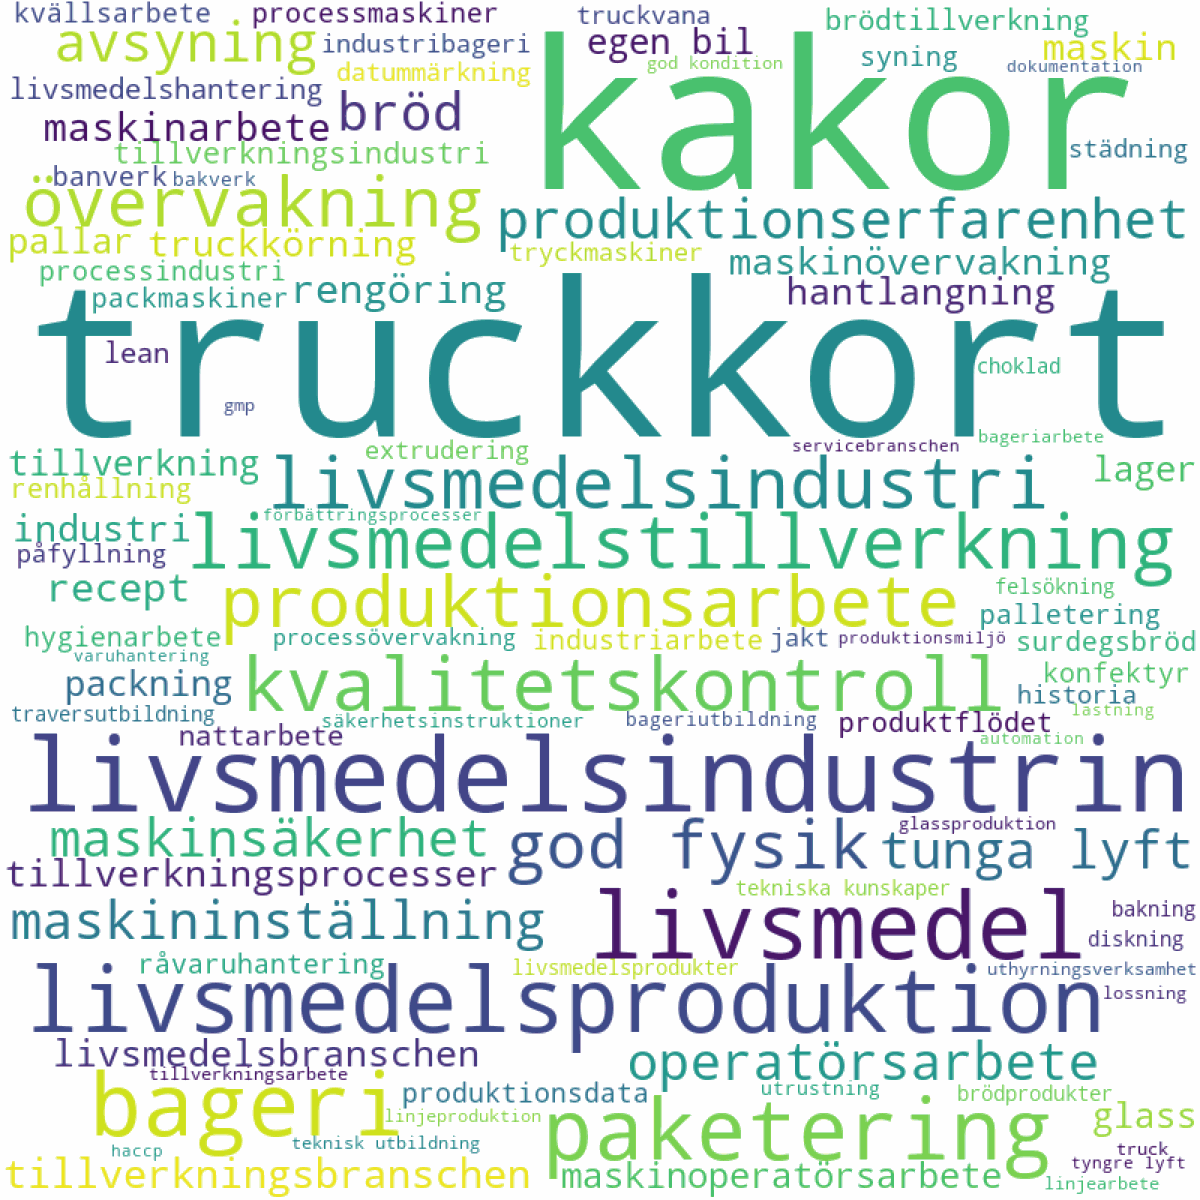 kvällsarbete
processmaskiner
truckvana
brödtillverkning
avsyning
industribageri
egen bil
syning
maskin
god kondition
dokumentation
datummärkning
livsmedelshantering
bröd
kakor
maskinarbete
tillverkningsindustri
städning
banverk
bakverk
övervakning
produktionserfarenhet
pallar
truckkörning
tryckmaskiner
maskinövervakning
processindustri
packmaskiner
rengöring
hantlangning
truckkort
lean
choklad
gmp
extrudering
servicebranschen
bageriarbete
tillverkning
livsmedelsindustri
lager
renhållning
förbättringsprocesser
industri
livsmedelstillverkning
påfyllning
recept
produktionsarbete
felsökning
palletering
hygienarbete
processövervakning
industriarbete
jakt
produktionsmiljö
surdegsbröd
varuhantering
kvalitetskontroll
konfektyr
packning
historia
traversutbildning
säkerhetsinstruktioner
bageriutbildning
produktflödet
lastning
nattarbete
automation
livsmedelsindustrin
maskinsäkerhet
god fysik
glassproduktion
tunga lyft
tillverkningsprocesser
tekniska kunskaper
maskininställning
livsmedel
bakning
diskning
råvaruhantering
livsmedelsprodukter
uthyrningsverksamhet
livsmedelsproduktion
lossning
livsmedelsbranschen
operatörsarbete
tillverkningsarbete
bageri
produktionsdata
utrustning
brödprodukter
linjeproduktion
paketering
glass
haccp
teknisk utbildning
truck
tyngre lyft
tillverkningsbranschen
maskinoperatörsarbete
linjearbete